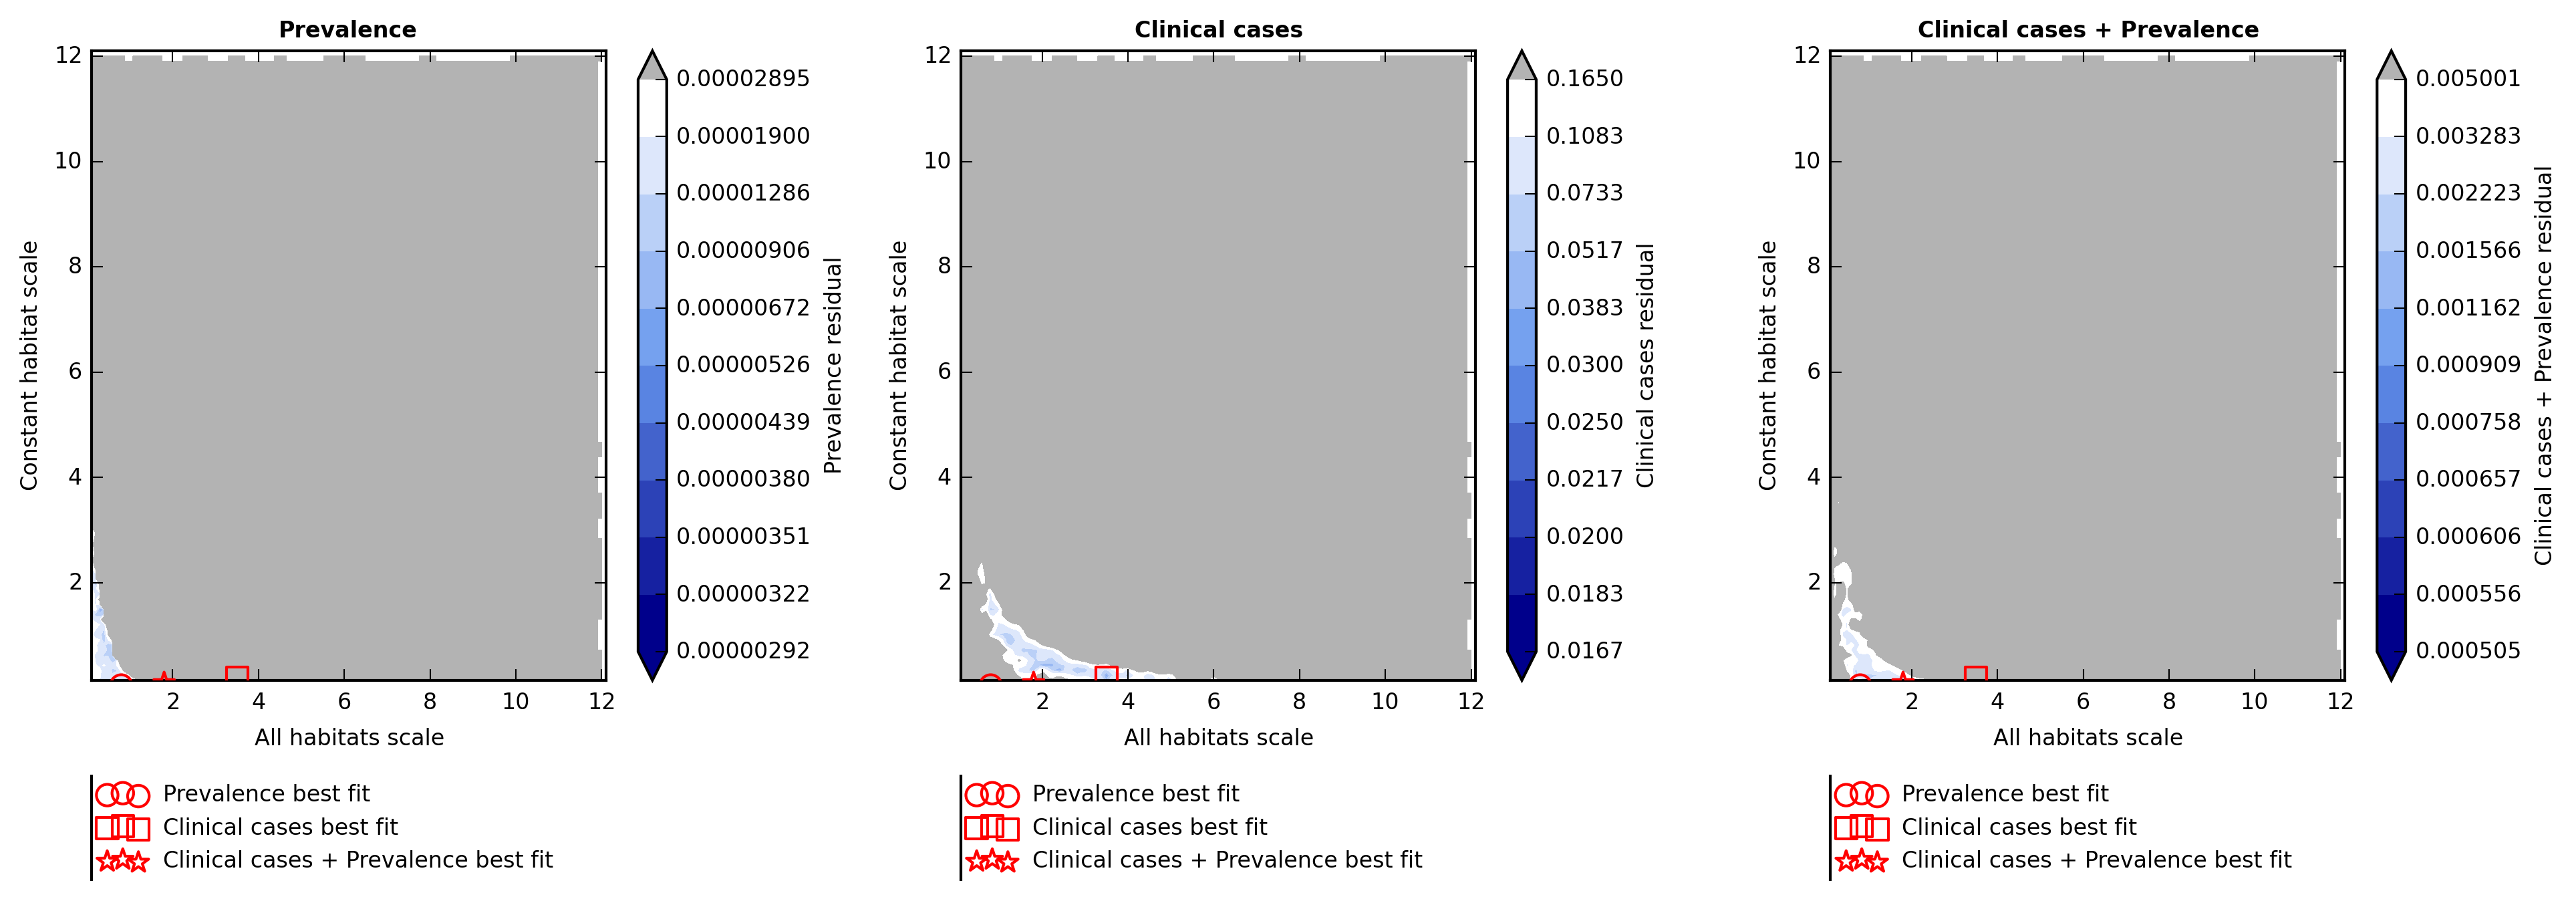 Prevalence
12
10
8
6
4
2
2 4 6 8 10 12
Constant habitat scale
All habitats scale
0.00002895
0.00001900
0.00001286
0.00000906
0.00000672
0.00000526
0.00000439
0.00000380
0.00000351
0.00000322
0.00000292
Prevalence residual
Prevalence best fit
Clinical cases best fit
Clinical cases + Prevalence best fit
Clinical cases
12
10
8
6
4
2
2 4 6 8 10 12
Constant habitat scale
All habitats scale
0.1650
0.1083
0.0733
0.0517
0.0383
0.0300
0.0250
0.0217
0.0200
0.0183
0.0167
Clinical cases residual
Prevalence best fit
Clinical cases best fit
Clinical cases + Prevalence best fit
Clinical cases + Prevalence
12
10
8
6
4
2
2 4 6 8 10 12
Constant habitat scale
All habitats scale
0.005001
0.003283
0.002223
0.001566
0.001162
0.000909
0.000758
0.000657
0.000606
0.000556
0.000505
Clinical cases + Prevalence residual
Prevalence best fit
Clinical cases best fit
Clinical cases + Prevalence best fit